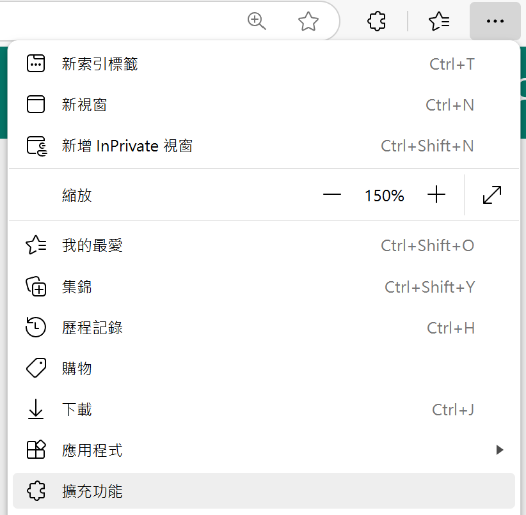 新索引標籤 Ctrl+T
新視窗 Ctrl+N
新增 InPrivate 視窗 Ctrl+Shift+N
縮放 150%
我的最愛 Ctrl+Shift+O
集錦 Ctrl+Shift+Y
歷程記錄 Ctrl+H
購物
下載 Ctrl+J
應用程式
擴充功能